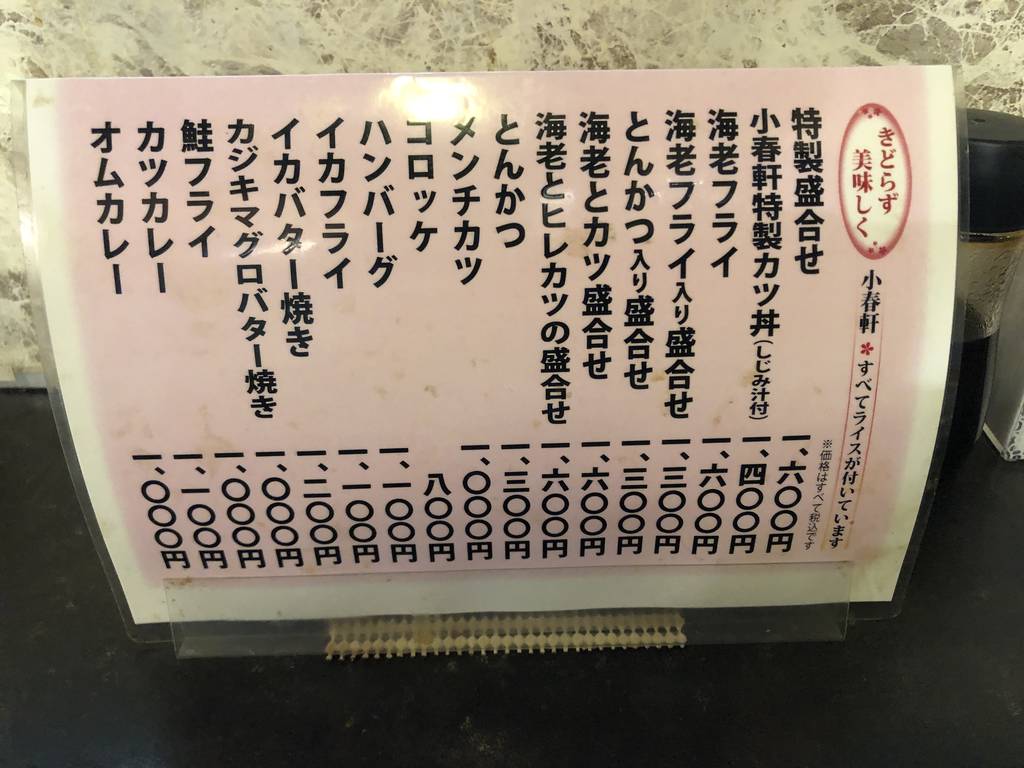 きどらず
美味しく
小春軒 ✽ すべてライスが付いています
※価格はすべて税込です
特製盛合せ 一、六〇〇円
小春軒特製カツ丼(しじみ汁付) 一、四〇〇円
海老フライ 一、六〇〇円
海老フライ入り盛合せ 一、三〇〇円
とんかつ入り盛合せ 一、三〇〇円
海老とカツ盛合せ 一、六〇〇円
海老とヒレカツの盛合せ 一、六〇〇円
とんかつ 一、三〇〇円
メンチカツ 一、〇〇〇円
コロッケ 八〇〇円
ハンバーグ 一、一〇〇円
イカフライ 一、一〇〇円
イカバター焼き 一、二〇〇円
カジキマグロバター焼き 一、〇〇〇円
鮭フライ 一、〇〇〇円
カツカレー 一、一〇〇円
オムカレー 一、〇〇〇円